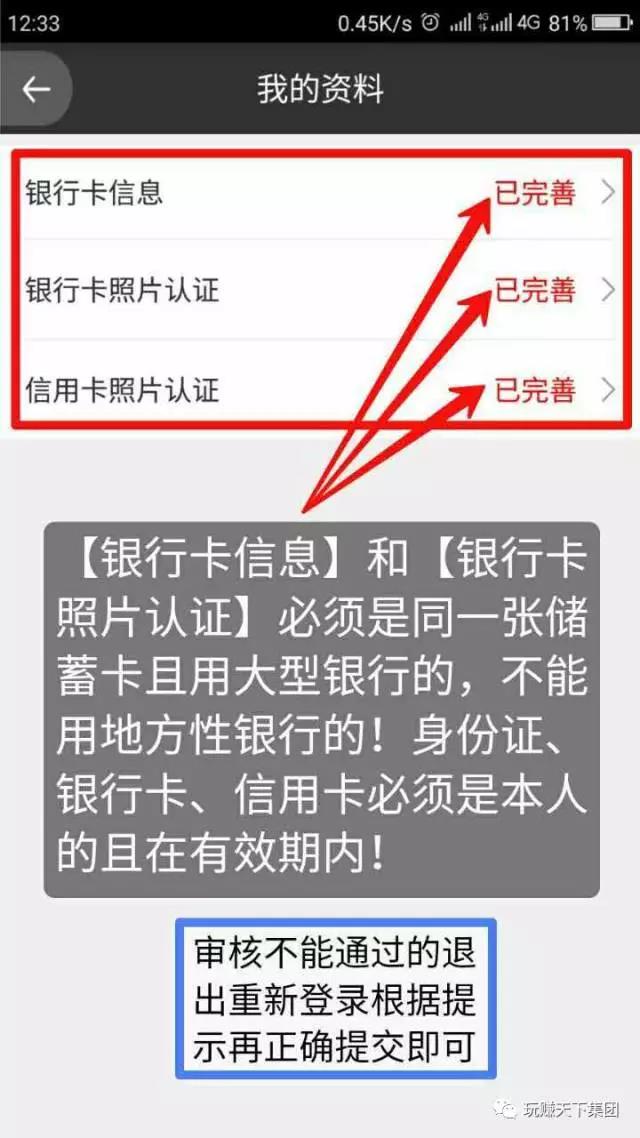 12:33 0.45K/s 4G 4G 81%
我的资料
银行卡信息 已完善
银行卡照片认证 已完善
信用卡照片认证 已完善
【银行卡信息】和【银行卡
照片认证】必须是同一张储
蓄卡且用大型银行的，不能
用地方性银行的！身份证、
银行卡、信用卡必须是本人
的且在有效期内！
审核不能通过的退
出重新登录根据提
示再正确提交即可
玩赚天下集团